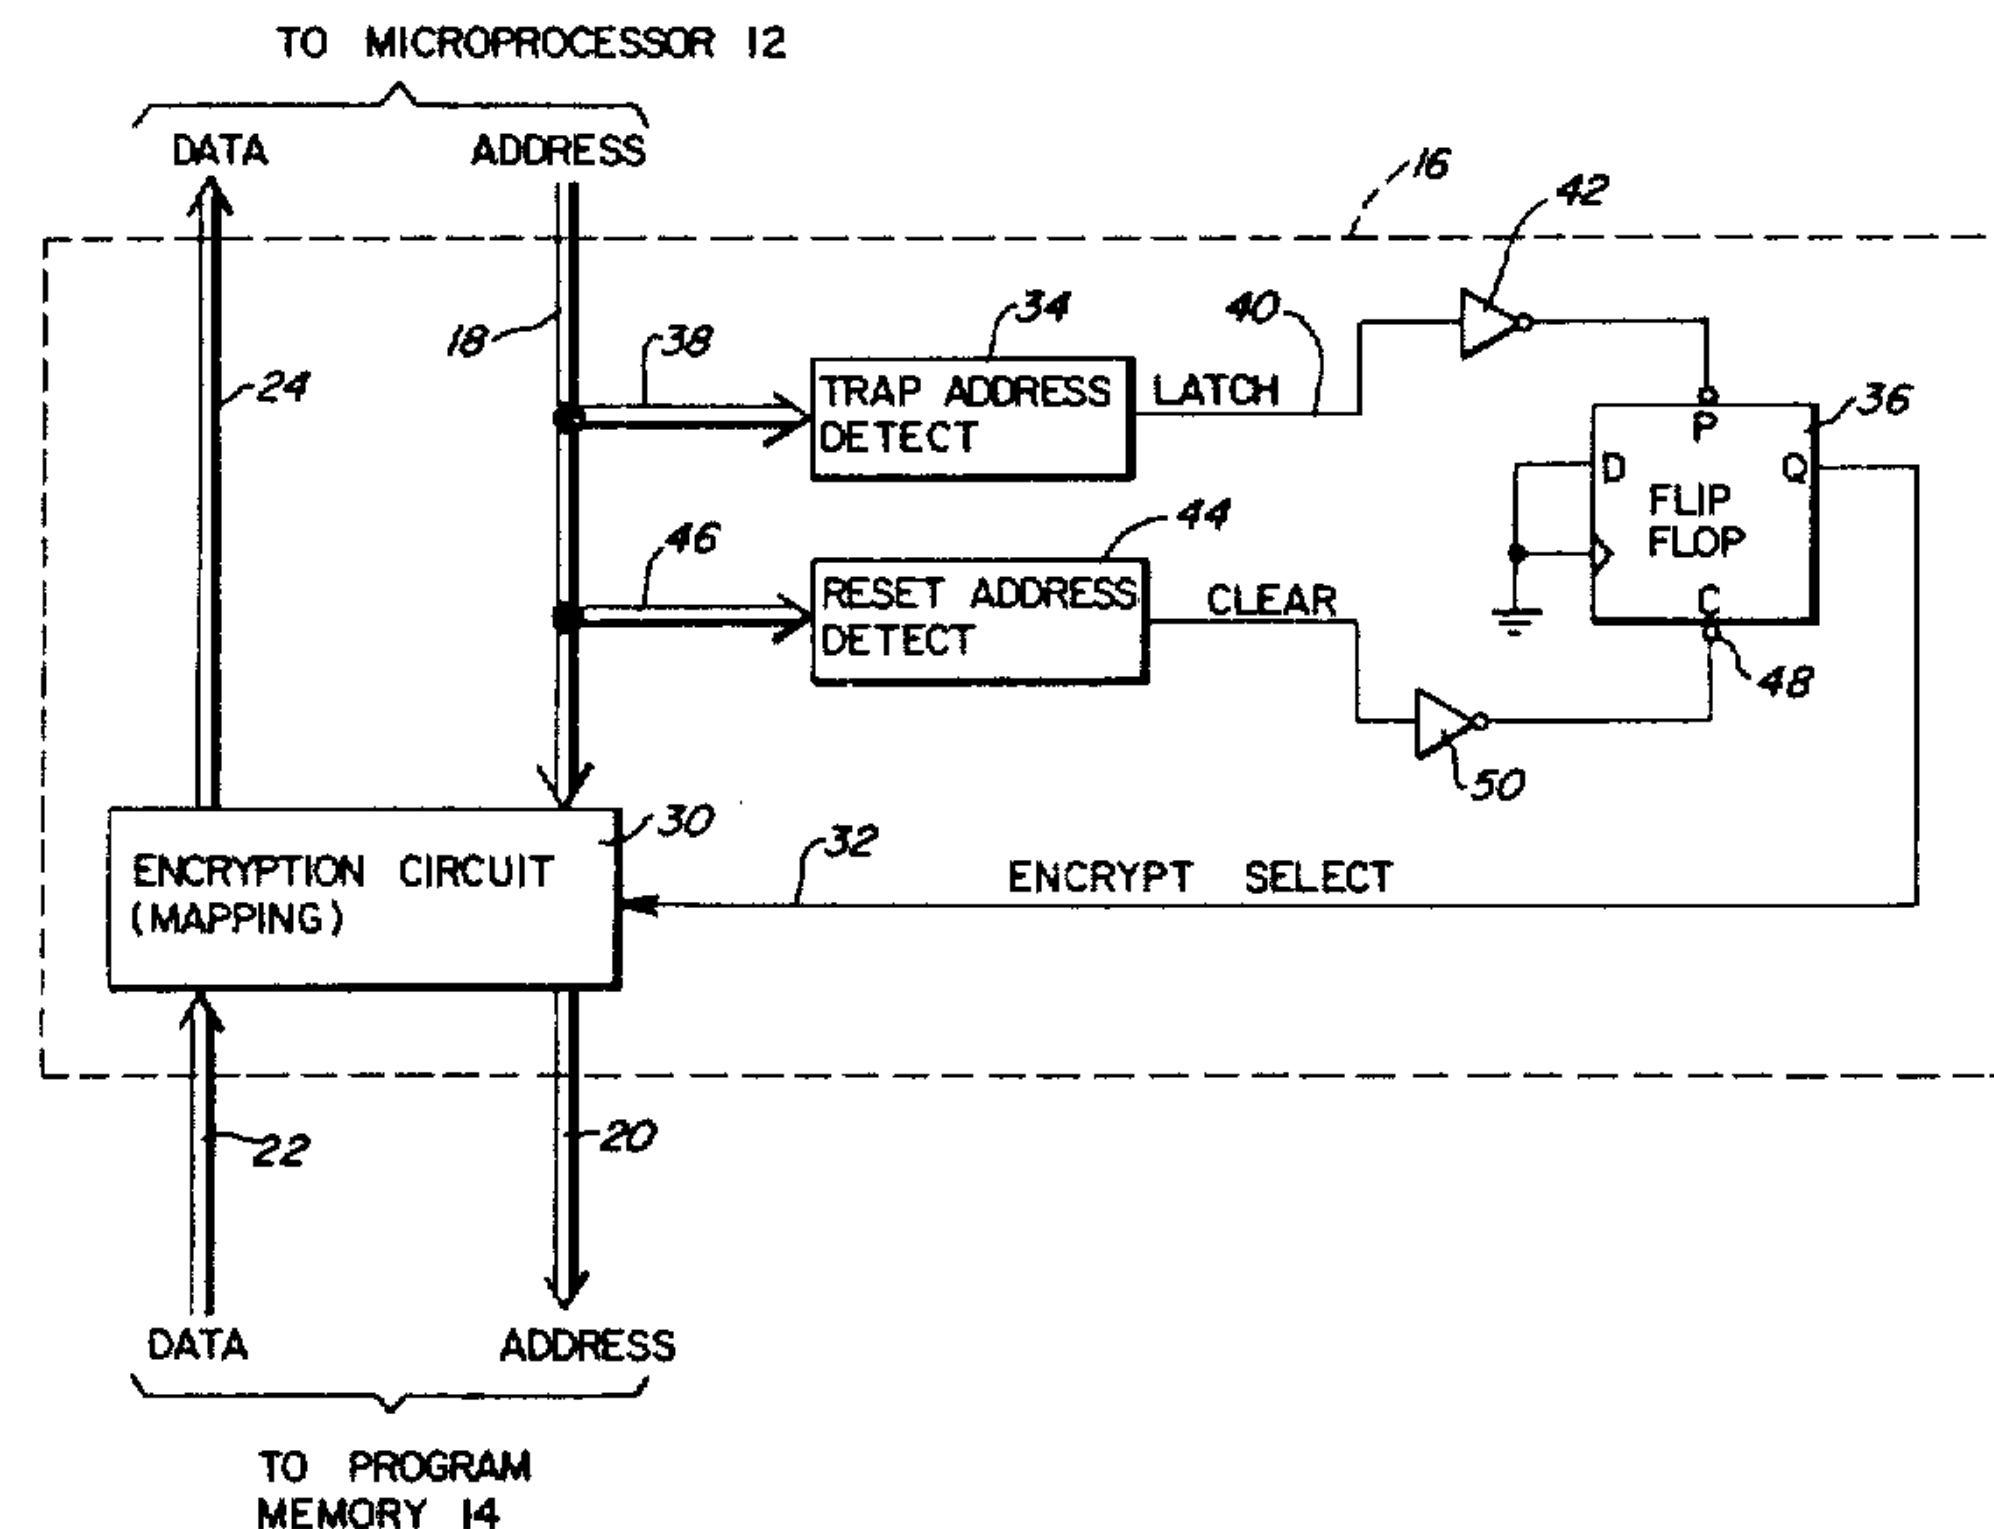 TO MICROPROCESSOR 12
DATA
ADDRESS
16
42
18
38
34
40
24
TRAP ADDRESS
DETECT
LATCH
36
P
D
Q
FLIP
FLOP
C
46
44
RESET ADDRESS
DETECT
CLEAR
48
50
30
32
ENCRYPTION CIRCUIT
(MAPPING)
ENCRYPT SELECT
22
20
DATA
ADDRESS
TO PROGRAM
MEMORY 14